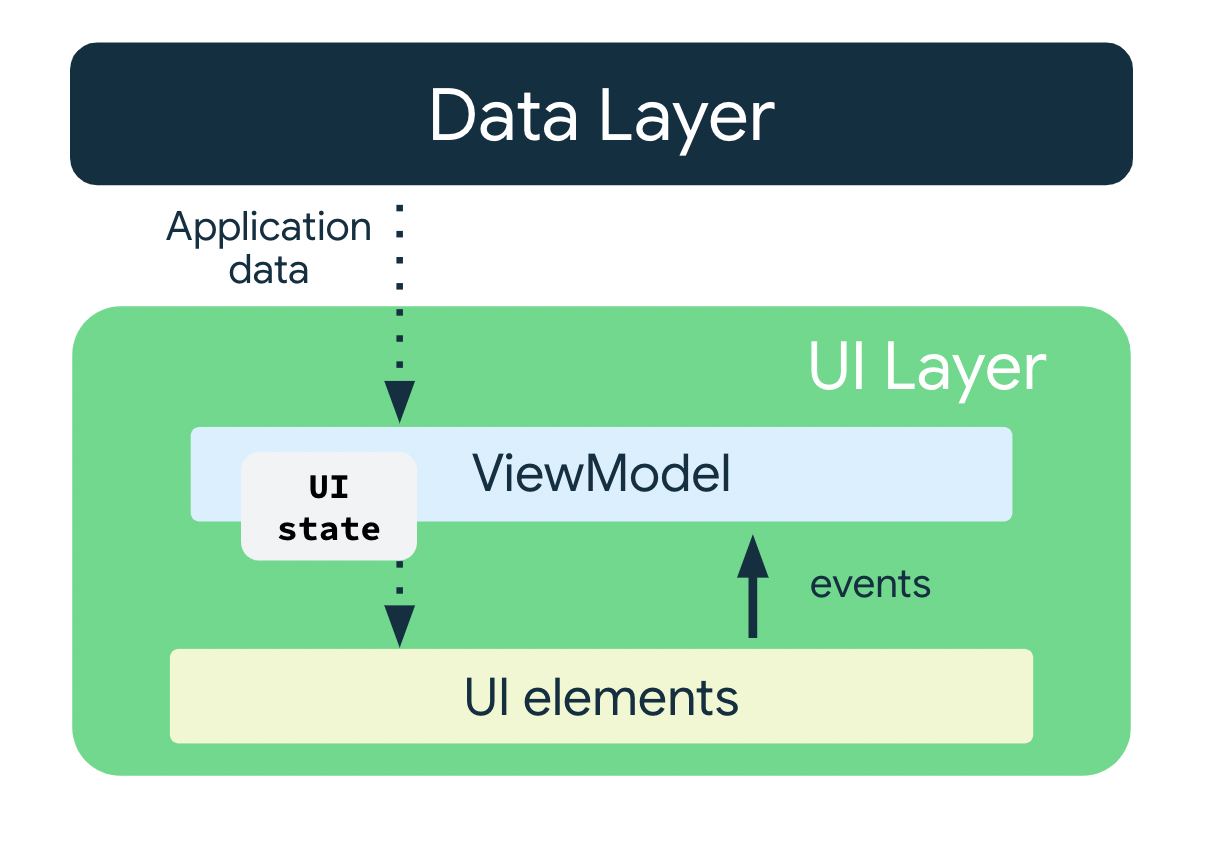 Data Layer
Application
data
UI Layer
ViewModel
UI
state
events
UI elements